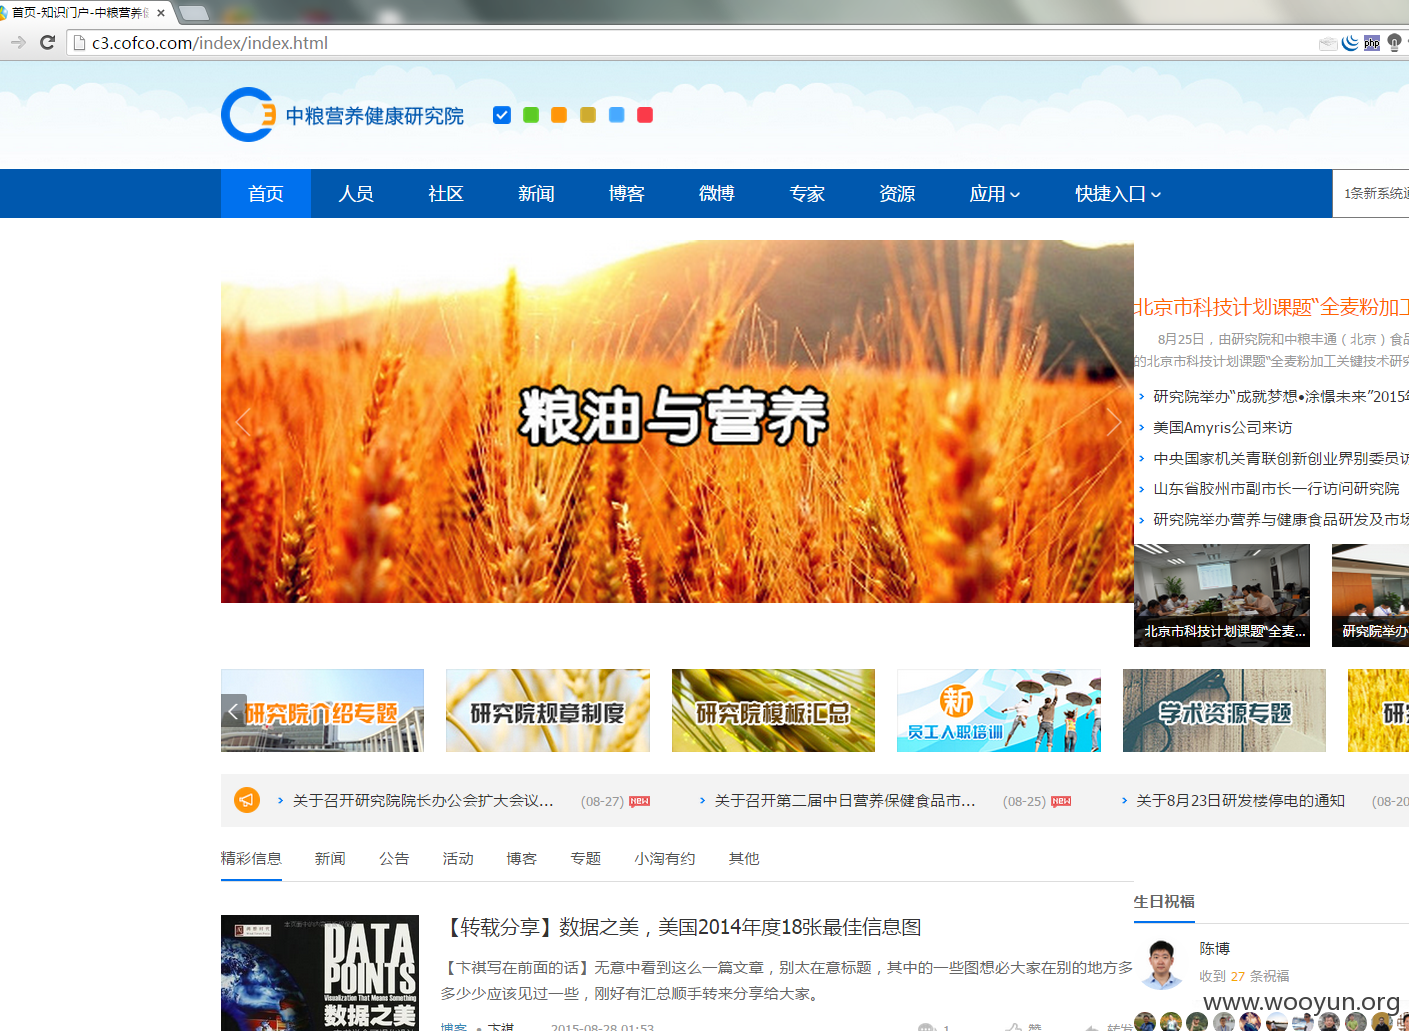 首页-知识门户-中粮营养
c3.cofco.com/index/index.html
php
中粮营养健康研究院
首页 人员 社区 新闻 博客 微博 专家 资源 应用 快捷入口
1条新系统通
粮油与营养
北京市科技计划课题“全麦粉加工
8月25日，由研究院和中粮丰通（北京）食品
的北京市科技计划课题“全麦粉加工关键技术研究
研究院举办“成就梦想•涂憬未来”2015年
美国Amyris公司来访
中央国家机关青联创新创业界别委员访
山东省胶州市副市长一行访问研究院
研究院举办营养与健康食品研发及市场
北京市科技计划课题“全麦...
研究院举办
研究院介绍专题
研究院规章制度
研究院模板汇总
新
员工入职培训
学术资源专题
研
关于召开研究院院长办公会扩大会议... (08-27) NEW
关于召开第二届中日营养保健食品市... (08-25) NEW
关于8月23日研发楼停电的通知 (08-20
精彩信息 新闻 公告 活动 博客 专题 小淘有约 其他
生日祝福
DATA
POINTS
Visualization That Means Something
数据之美
【转载分享】数据之美，美国2014年度18张最佳信息图
【卞祺写在前面的话】无意中看到这么一篇文章，别太在意标题，其中的一些图想必大家在别的地方多
多少少应该见过一些，刚好有汇总顺手转来分享给大家。
博客 • 卞祺 2015-08-28 01:53 1 赞 转发
陈博
收到 27 条祝福
www.wooyun.org